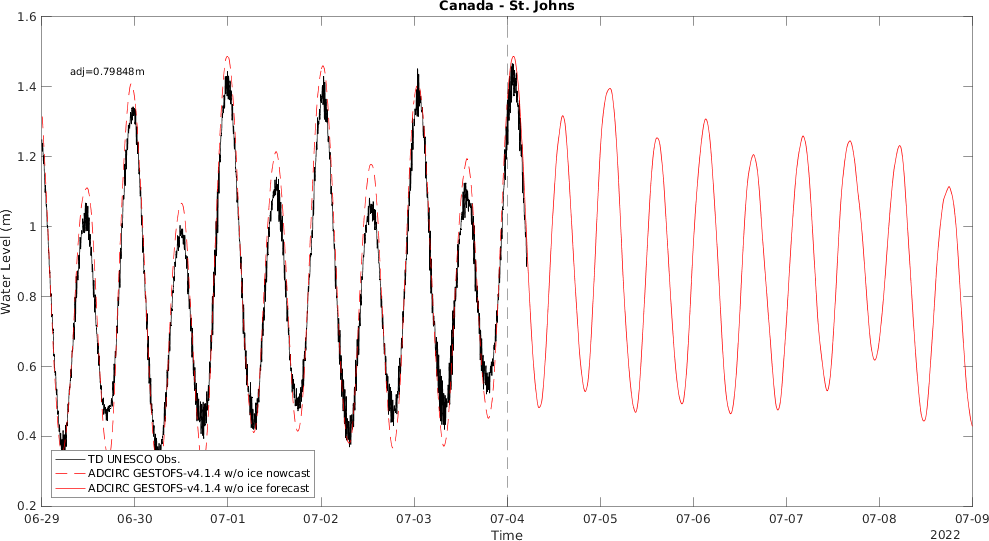 Canada - St. Johns
1.6
adj=0.79848m
1.4
1.2
1
0.8
0.6
0.4
0.2
Water Level (m)
TD UNESCO Obs.
ADCIRC GESTOFS-v4.1.4 w/o ice nowcast
ADCIRC GESTOFS-v4.1.4 w/o ice forecast
06-29 06-30 07-01 07-02 07-03 07-04 07-05 07-06 07-07 07-08 07-09
Time
2022